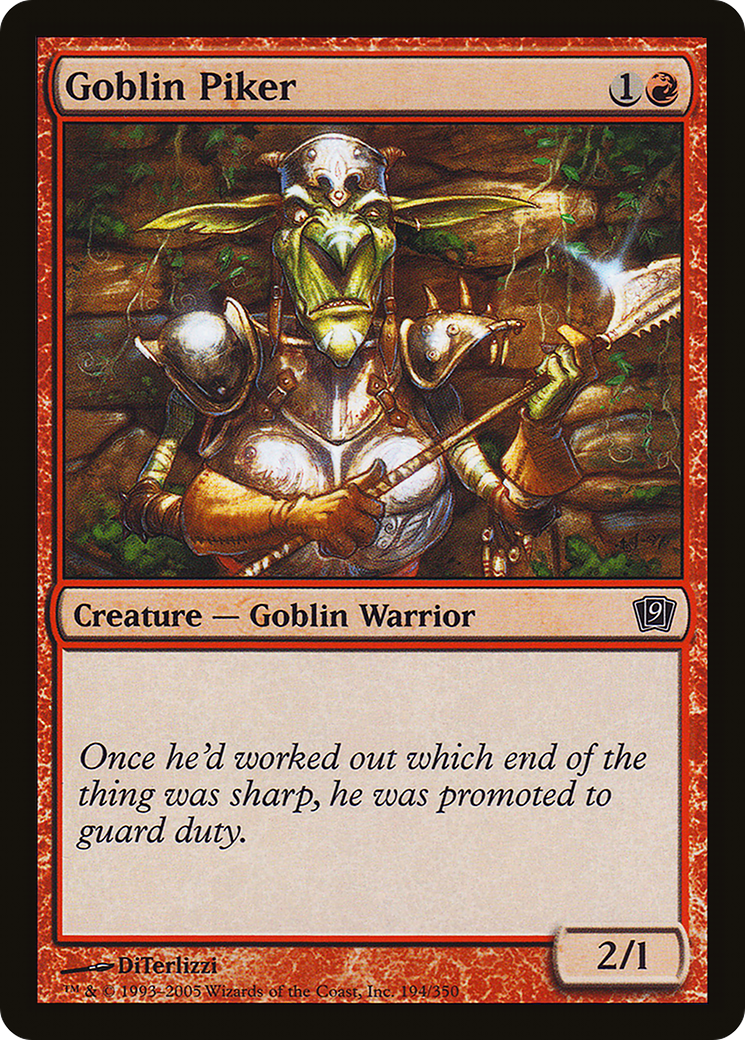 Goblin Piker
1
Creature — Goblin Warrior
9
Once he'd worked out which end of the
thing was sharp, he was promoted to
guard duty.
2/1
DiTerlizzi
™ & © 1993–2005 Wizards of the Coast, Inc. 194/350